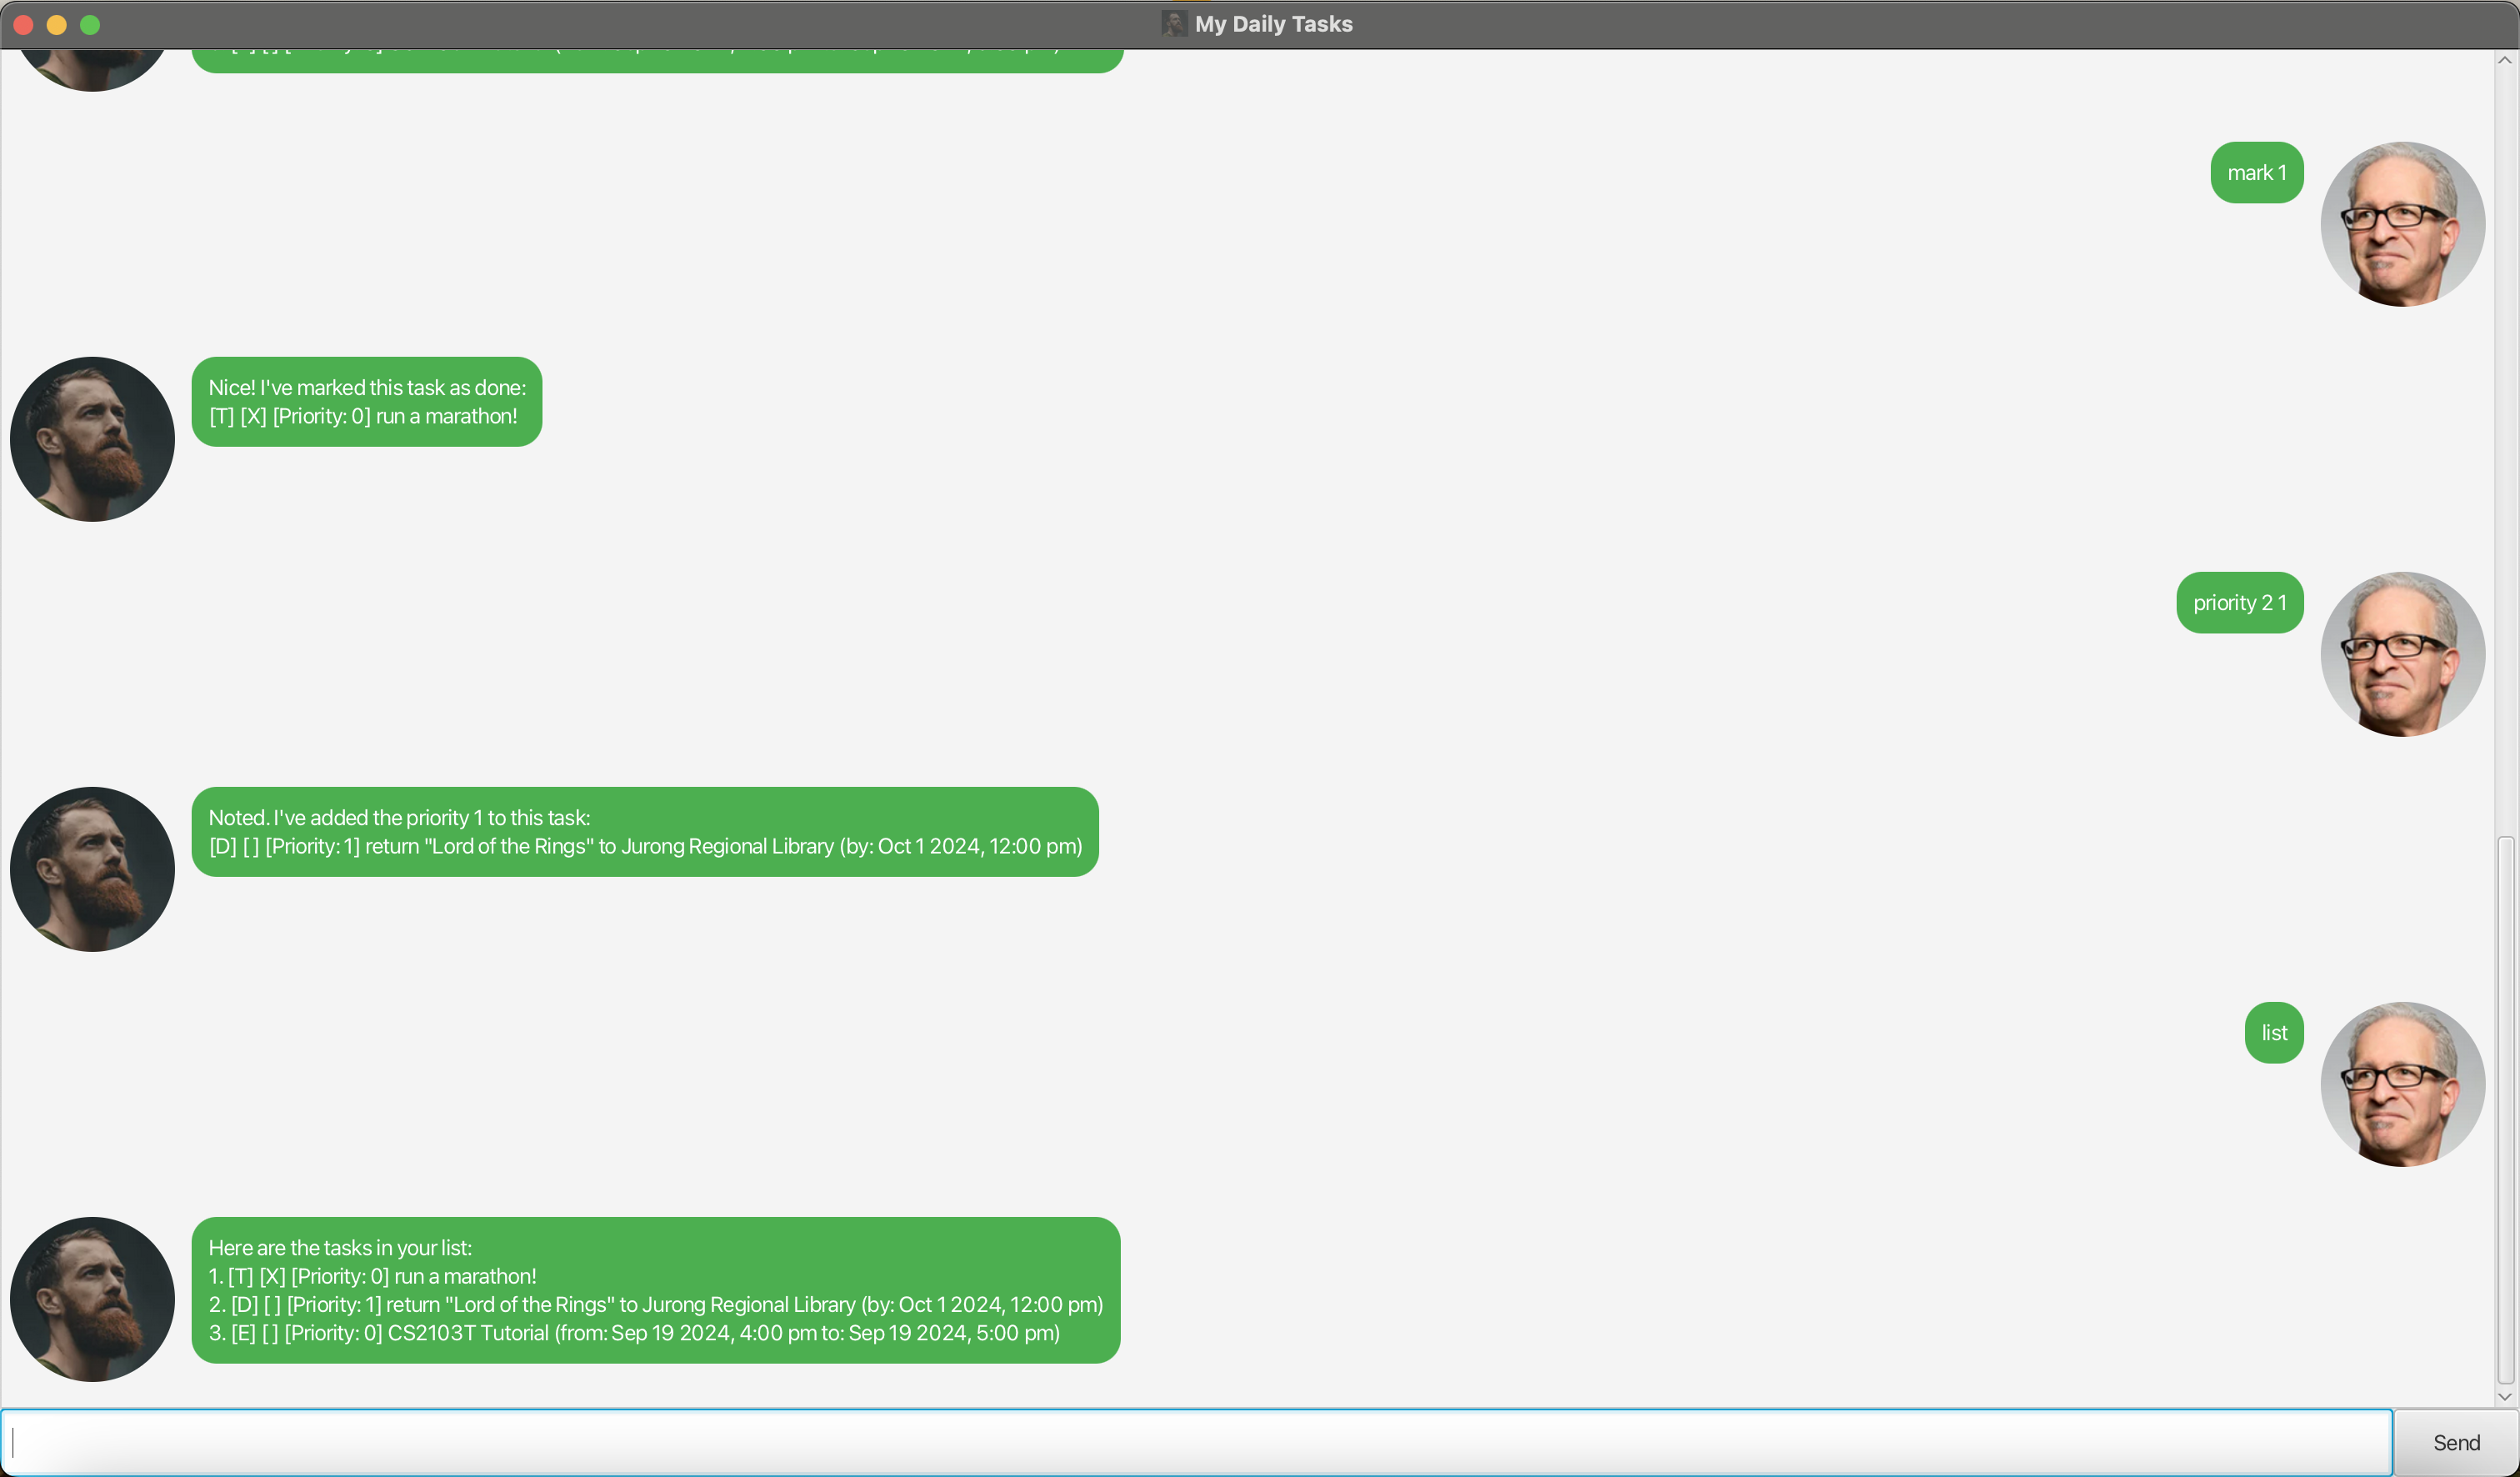 My Daily Tasks
mark 1
Nice! I've marked this task as done:
[T] [X] [Priority: 0] run a marathon!
priority 2 1
Noted. I've added the priority 1 to this task:
[D] [ ] [Priority: 1] return "Lord of the Rings" to Jurong Regional Library (by: Oct 1 2024, 12:00 pm)
list
Here are the tasks in your list:
1. [T] [X] [Priority: 0] run a marathon!
2. [D] [ ] [Priority: 1] return "Lord of the Rings" to Jurong Regional Library (by: Oct 1 2024, 12:00 pm)
3. [E] [ ] [Priority: 0] CS2103T Tutorial (from: Sep 19 2024, 4:00 pm to: Sep 19 2024, 5:00 pm)
Send